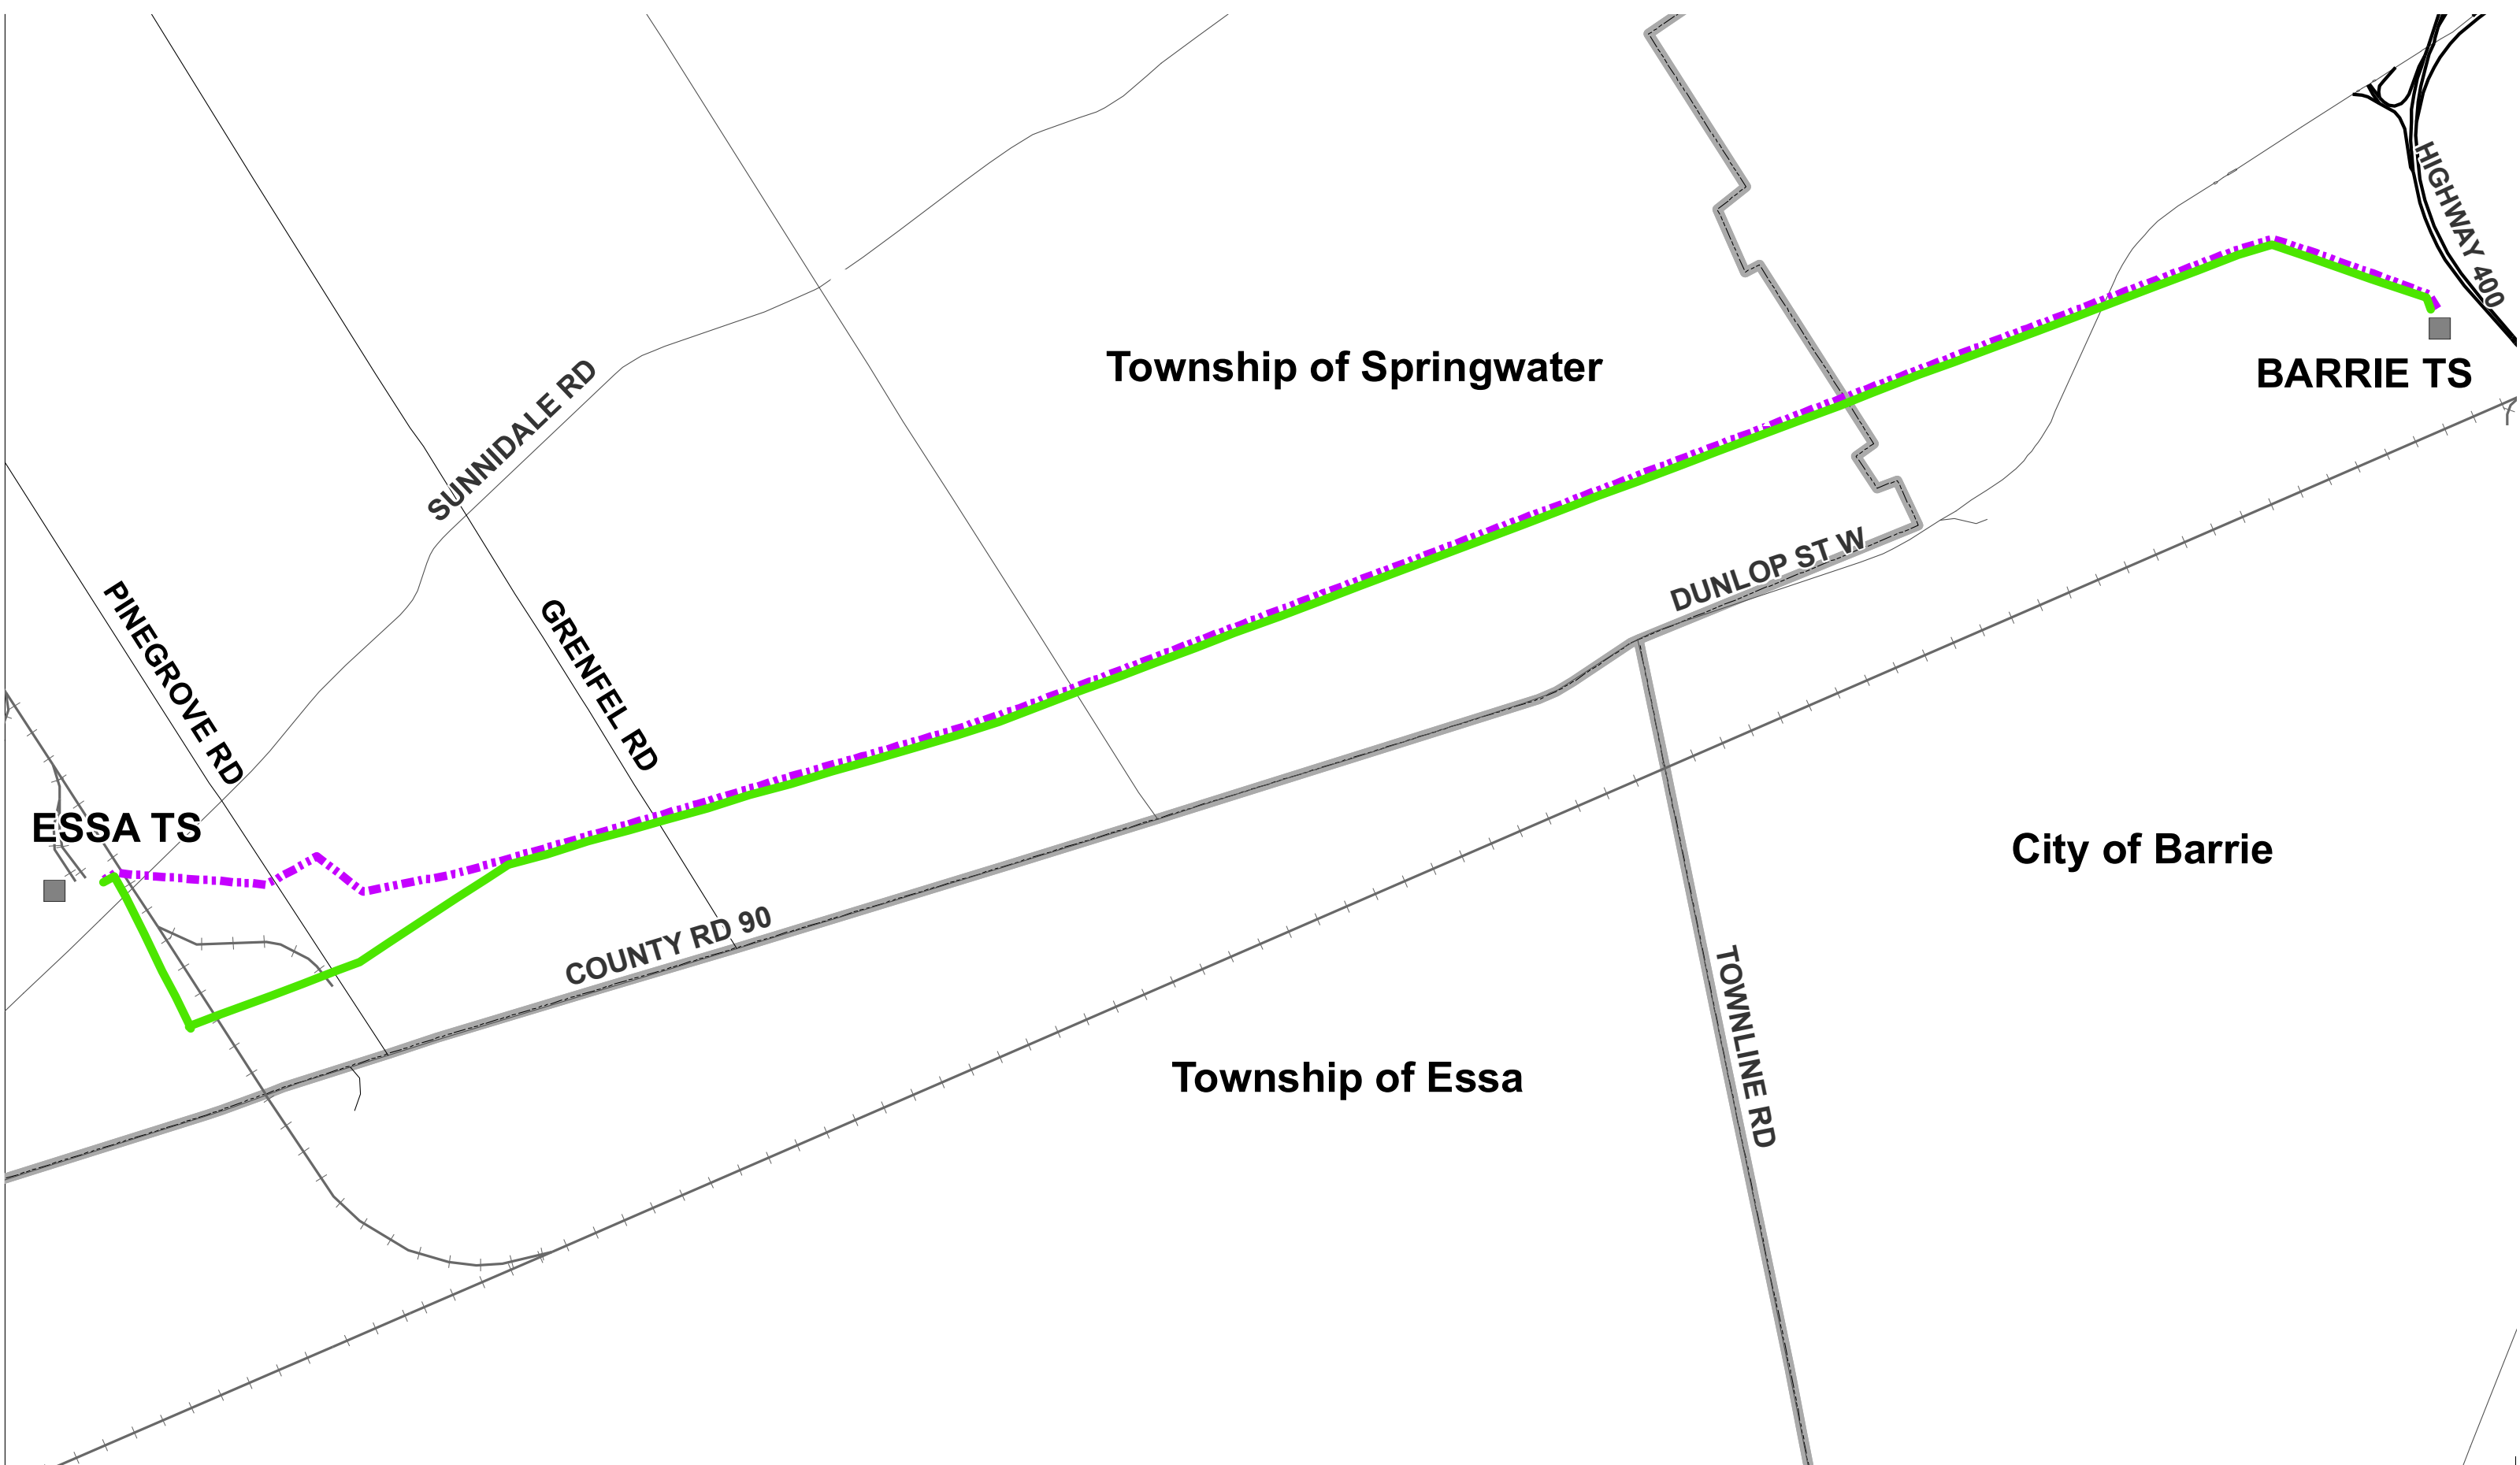 HIGHWAY 400
Township of Springwater
BARRIE TS
SUNNIDALE RD
DUNLOP ST W
PINEGROVE RD
GRENFEL RD
ESSA TS
City of Barrie
COUNTY RD 90
TOWNLINE RD
Township of Essa